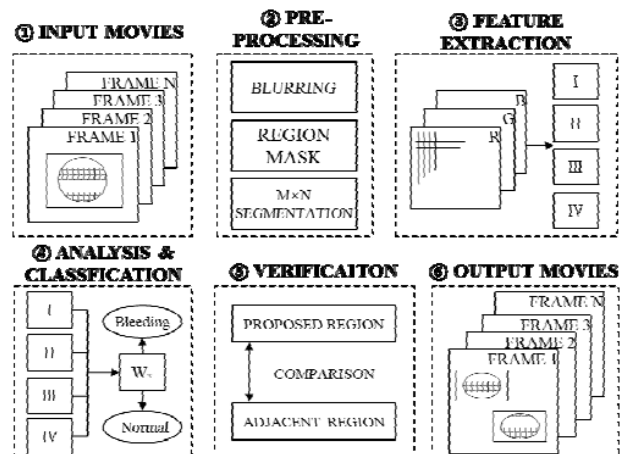 ① INPUT MOVIES
FRAME N
FRAME 3
FRAME 2
FRAME 1
② PRE-
PROCESSING
BLURRING
REGION
MASK
M×N
SEGMENTATION
③ FEATURE
EXTRACTION
B
G
R
I
II
III
IV
④ ANALYSIS &
CLASSFICATION
I
II
III
IV
Bleeding
Normal
⑤ VERIFICAITON
PROPOSED REGION
COMPARISON
ADJACENT REGION
⑥ OUTPUT MOVIES
FRAME N
FRAME 3
FRAME 2
FRAME 1